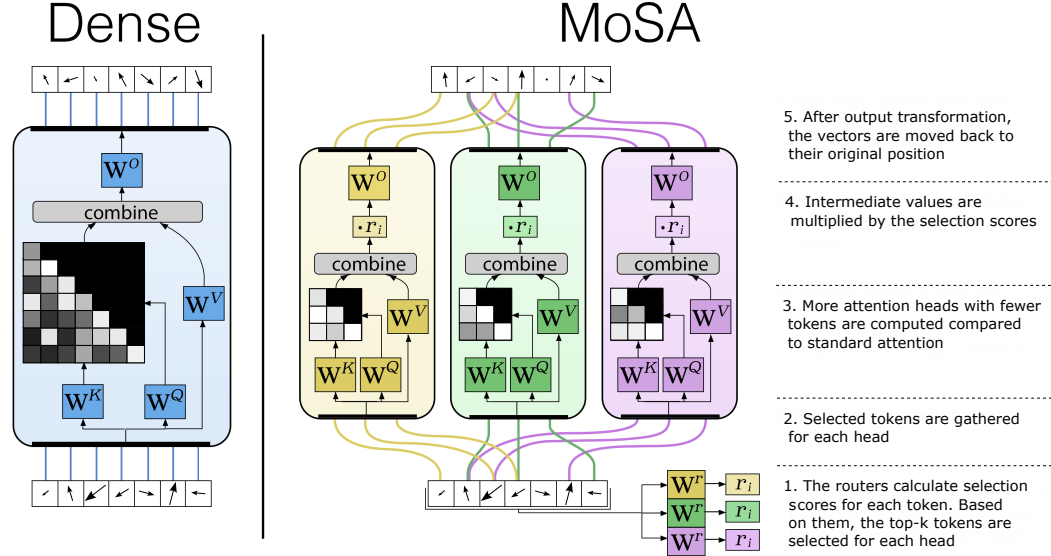 Dense
MoSA
W^O
combine
W^V
W^K
W^Q
W^O
· r_i
combine
W^V
W^K
W^Q
W^O
· r_i
combine
W^V
W^K
W^Q
W^O
· r_i
combine
W^V
W^K
W^Q
W^r
r_i
W^r
r_i
W^r
r_i
5. After output transformation,
the vectors are moved back to
their original position
4. Intermediate values are
multiplied by the selection scores
3. More attention heads with fewer
tokens are computed compared
to standard attention
2. Selected tokens are gathered
for each head
1. The routers calculate selection
scores for each token. Based
on them, the top-k tokens are
selected for each head